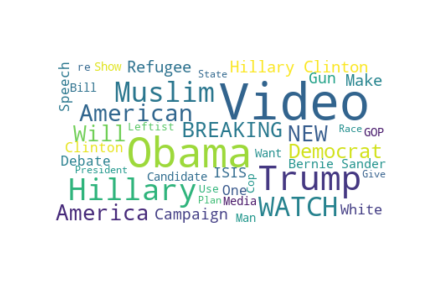 re Show Refugee Hillary Clinton
State
Speech Bill Muslim Video Gun Make
American
Will Leftist BREAKING NEW Race GOP
Clinton Obama Want Democrat
Debate Bernie Sander
President Candidate ISIS Cop Trump Give
Hillary Use One
Plan Media WATCH White
America Campaign Man